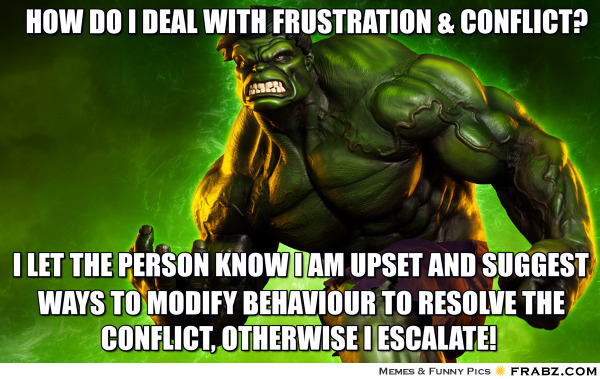 HOW DO I DEAL WITH FRUSTRATION & CONFLICT?
I LET THE PERSON KNOW I AM UPSET AND SUGGEST
WAYS TO MODIFY BEHAVIOUR TO RESOLVE THE
CONFLICT, OTHERWISE I ESCALATE!
MEMES & FUNNY PICS FRABZ.COM